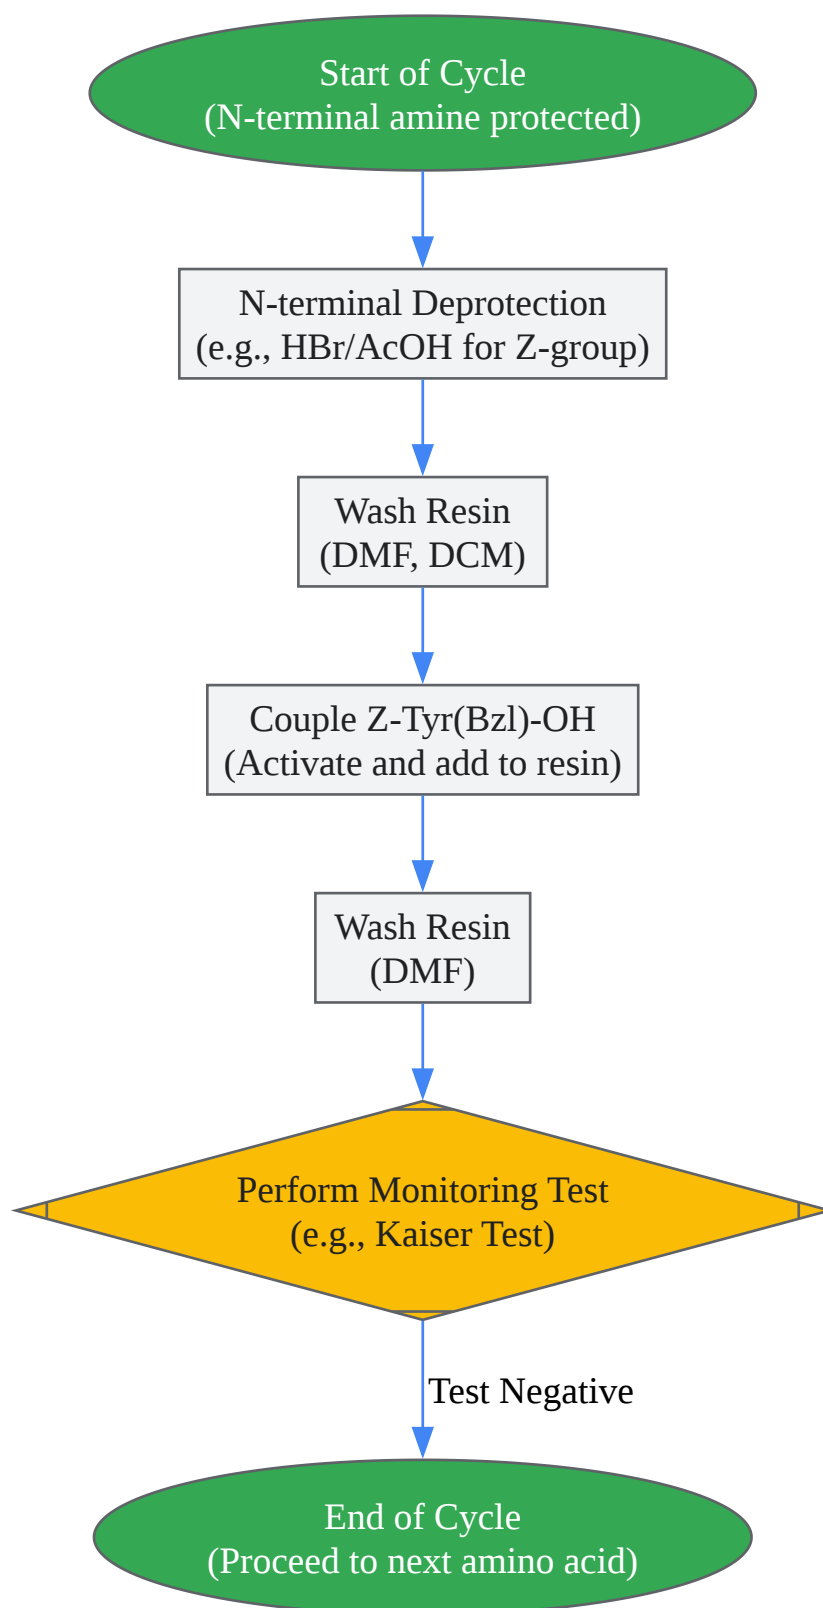 Start of Cycle
(N-terminal amine protected)
N-terminal Deprotection
(e.g., HBr/AcOH for Z-group)
Wash Resin
(DMF, DCM)
Couple Z-Tyr(Bzl)-OH
(Activate and add to resin)
Wash Resin
(DMF)
Perform Monitoring Test
(e.g., Kaiser Test)
Test Negative
End of Cycle
(Proceed to next amino acid)